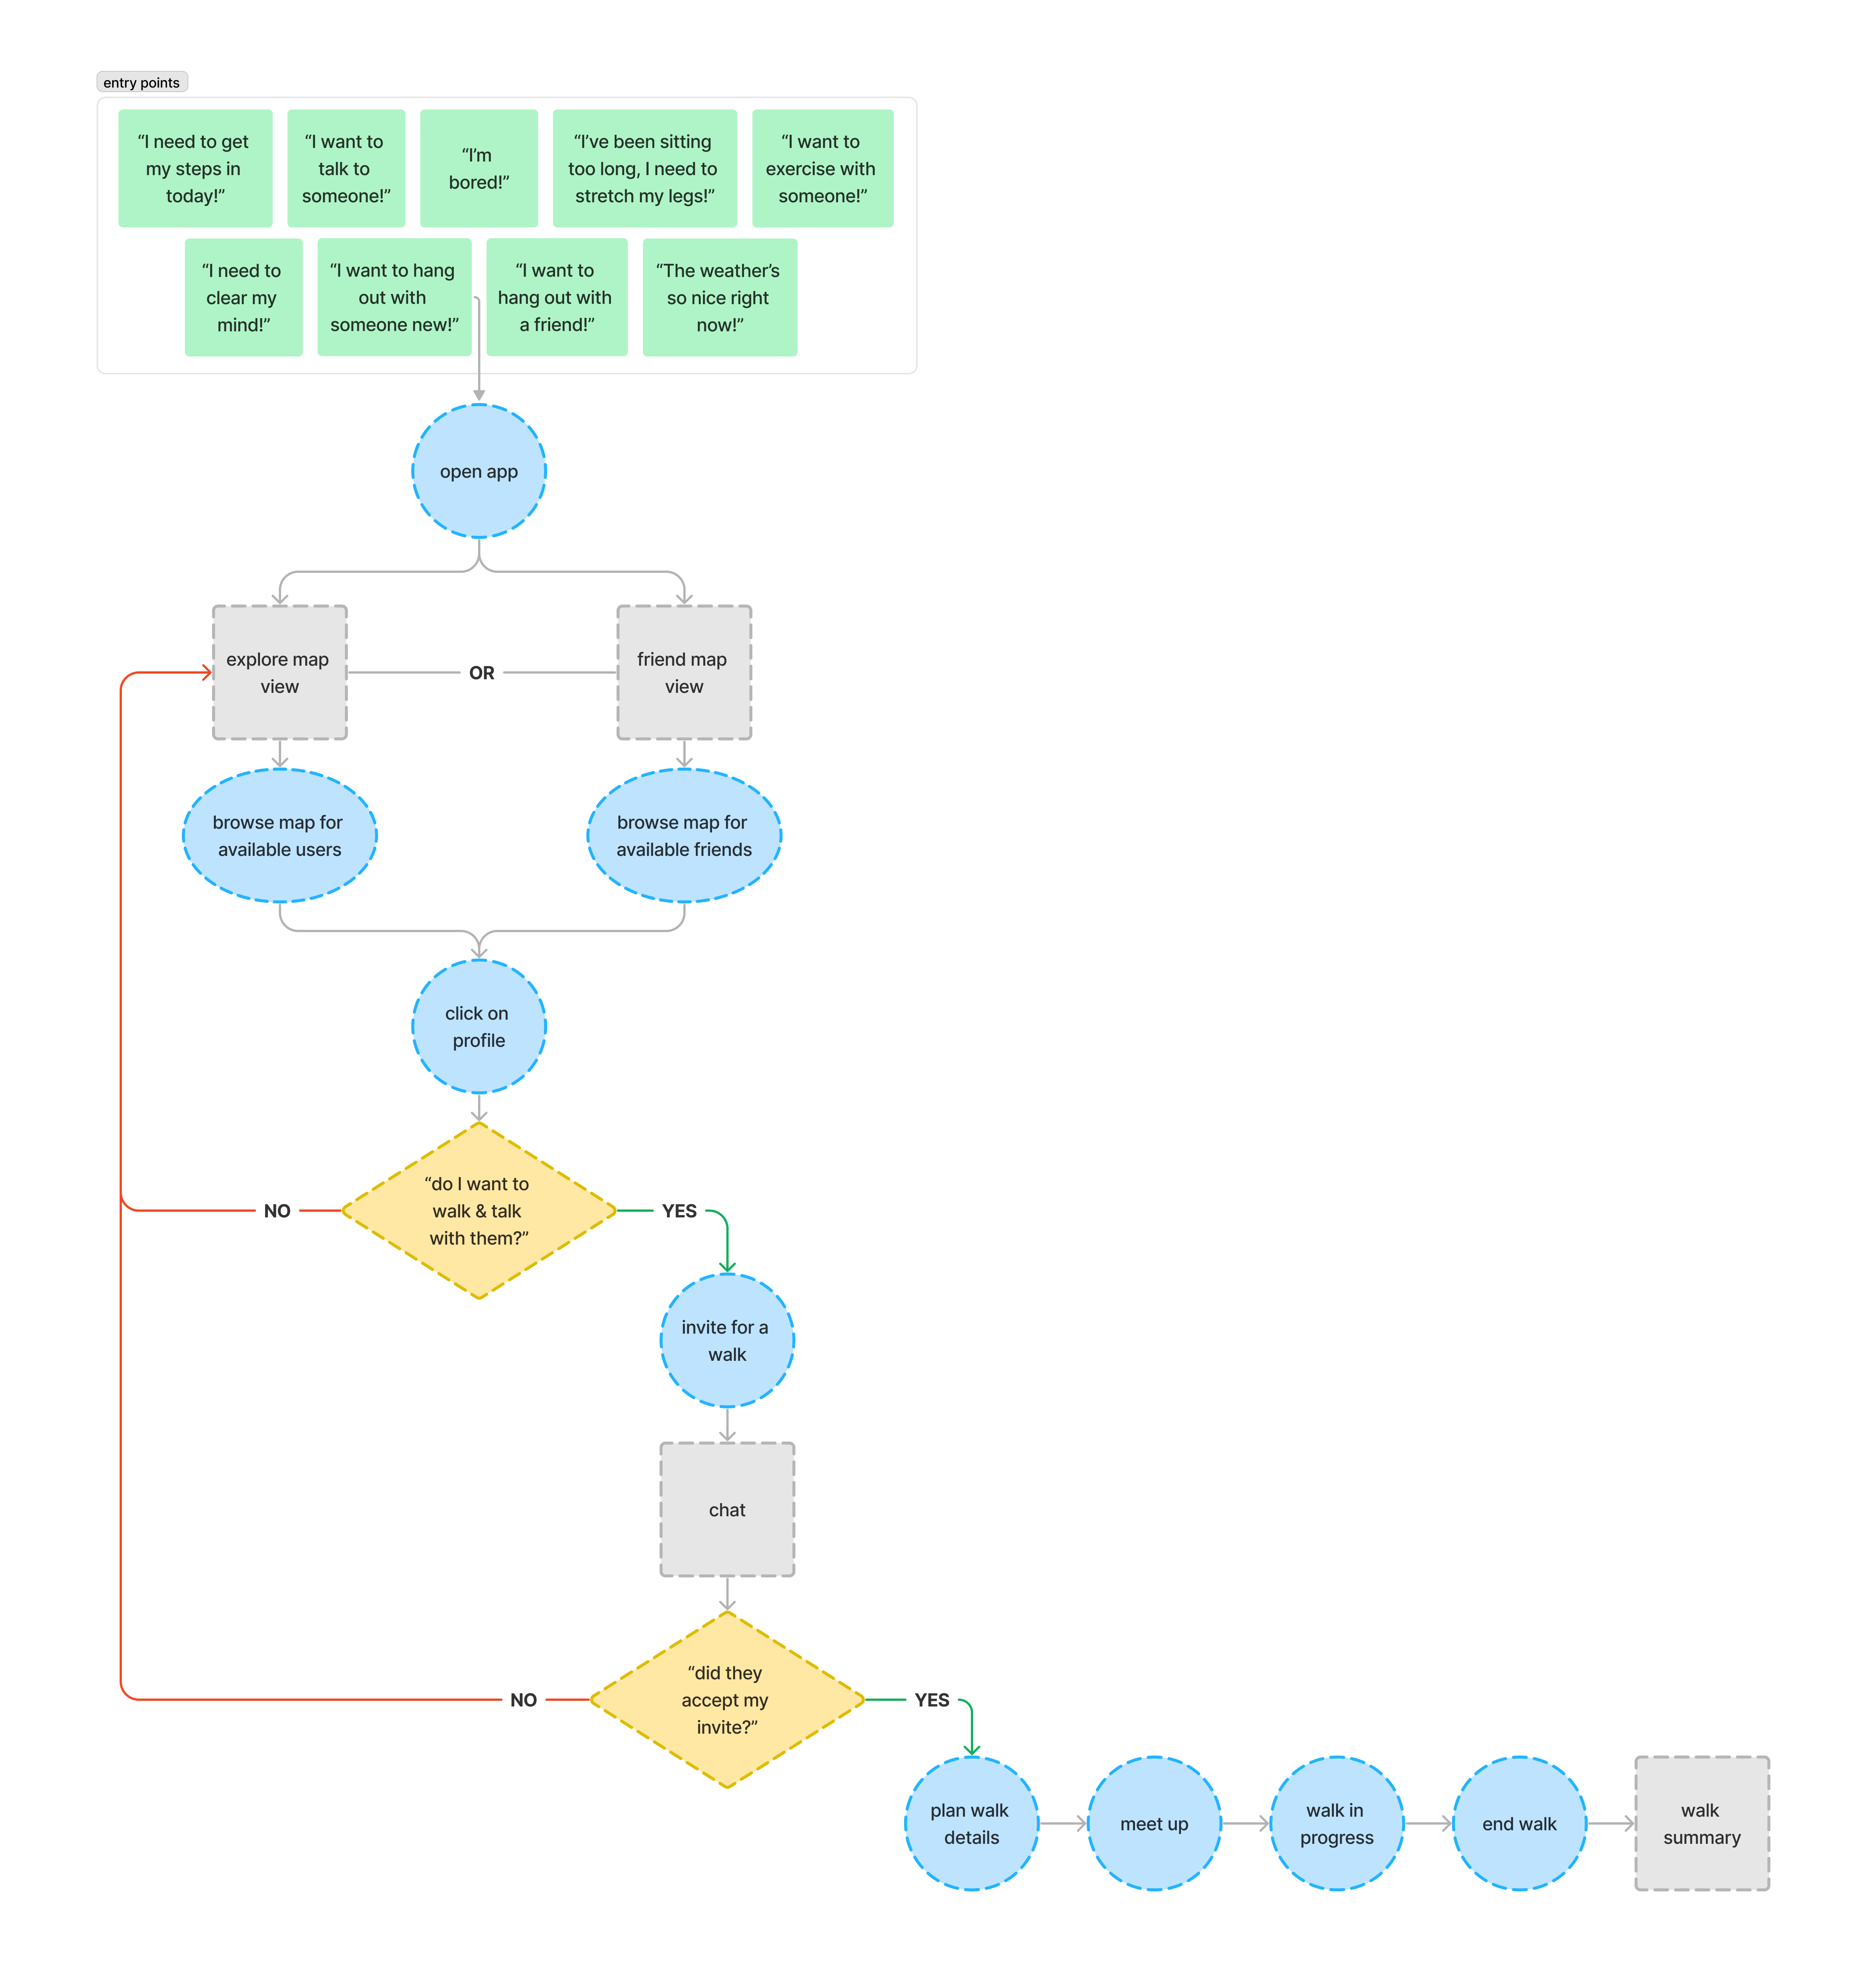 entry points
“I need to get
my steps in
today!”
“I want to
talk to
someone!”
“I’m
bored!”
“I’ve been sitting
too long, I need to
stretch my legs!”
“I want to
exercise with
someone!”
“I need to
clear my
mind!”
“I want to hang
out with
someone new!”
“I want to
hang out with
a friend!”
“The weather’s
so nice right
now!”
open app
explore map
view
OR
friend map
view
browse map for
available users
browse map for
available friends
click on
profile
“do I want to
walk & talk
with them?”
NO
YES
invite for a
walk
chat
“did they
accept my
invite?”
NO
YES
plan walk
details
meet up
walk in
progress
end walk
walk
summary